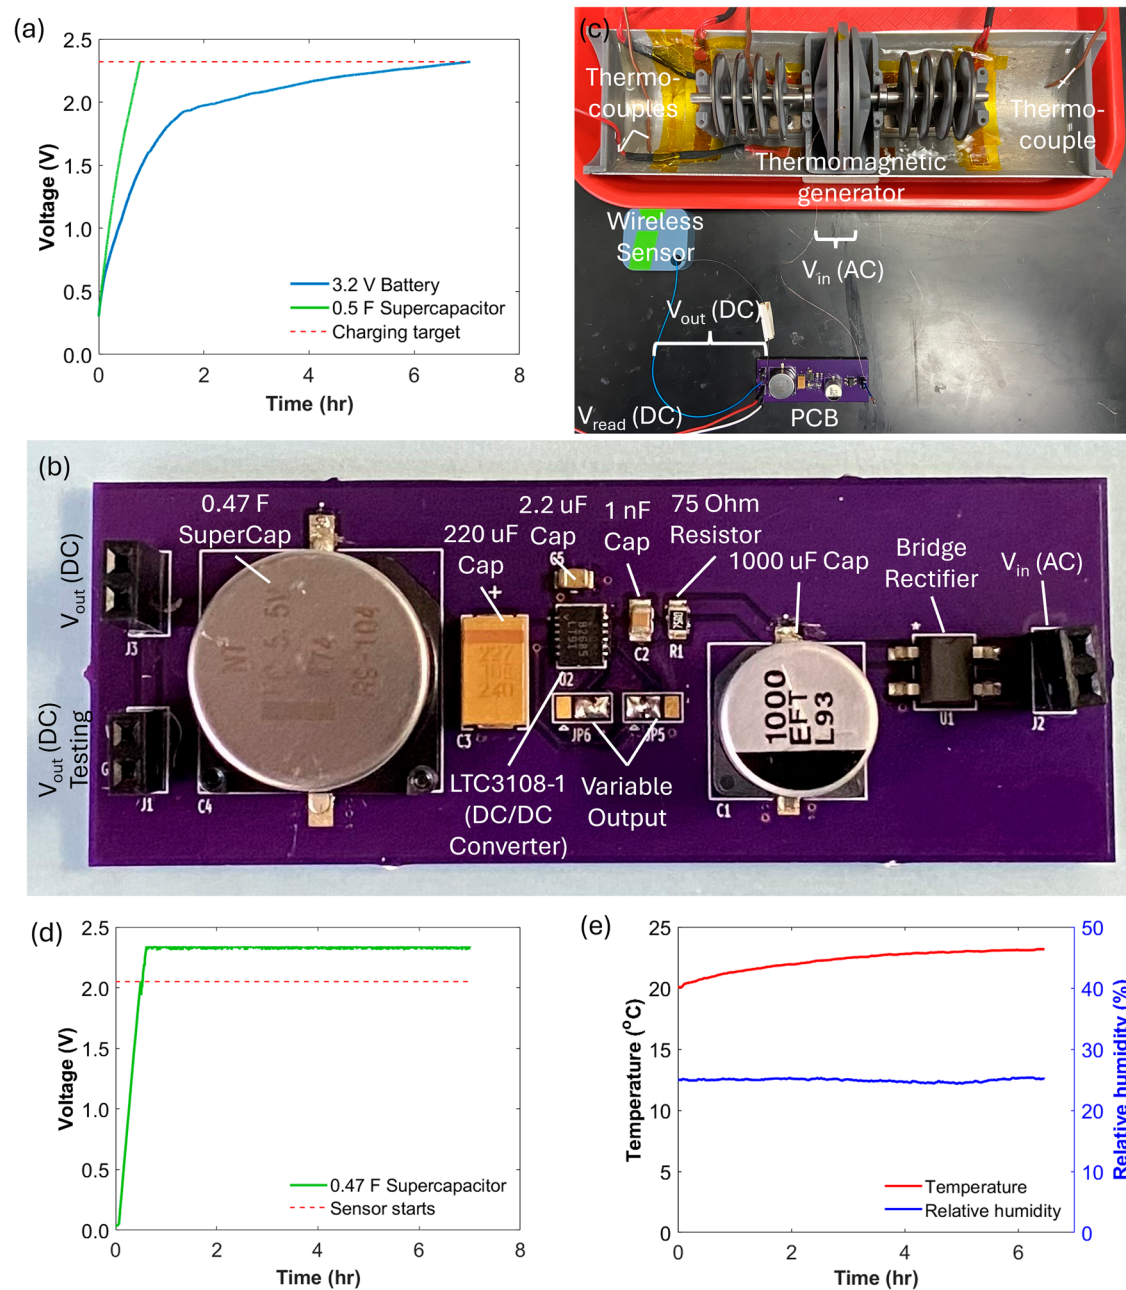 (a)
2.5
2.0
1.5
1.0
0.5
0.0
Voltage (V)
3.2 V Battery
0.5 F Supercapacitor
Charging target
0 2 4 6 8
Time (hr)
(c)
Thermo-
couples
Thermo-
couple
Thermomagnetic
generator
Wireless
Sensor
Vin (AC)
Vout (DC)
Vread (DC)
PCB
(b)
0.47 F
SuperCap
220 uF
Cap
+
2.2 uF
Cap
1 nF
Cap
75 Ohm
Resistor
1000 uF Cap
Bridge
Rectifier
Vin (AC)
Vout (DC)
Vout (DC)
Testing
J3
J1
C4
C3
C2
R1
JP6
JP5
C1
1000
EFT
L93
U1
J2
5.5V
LTC3108-1
(DC/DC
Converter)
Variable
Output
(d)
2.5
2.0
1.5
1.0
0.5
0.0
Voltage (V)
0.47 F Supercapacitor
Sensor starts
0 2 4 6 8
Time (hr)
(e)
25
20
15
10
5
0
Temperature (°C)
50
40
30
20
10
0
Relative humidity (%)
Temperature
Relative humidity
0 2 4 6
Time (hr)